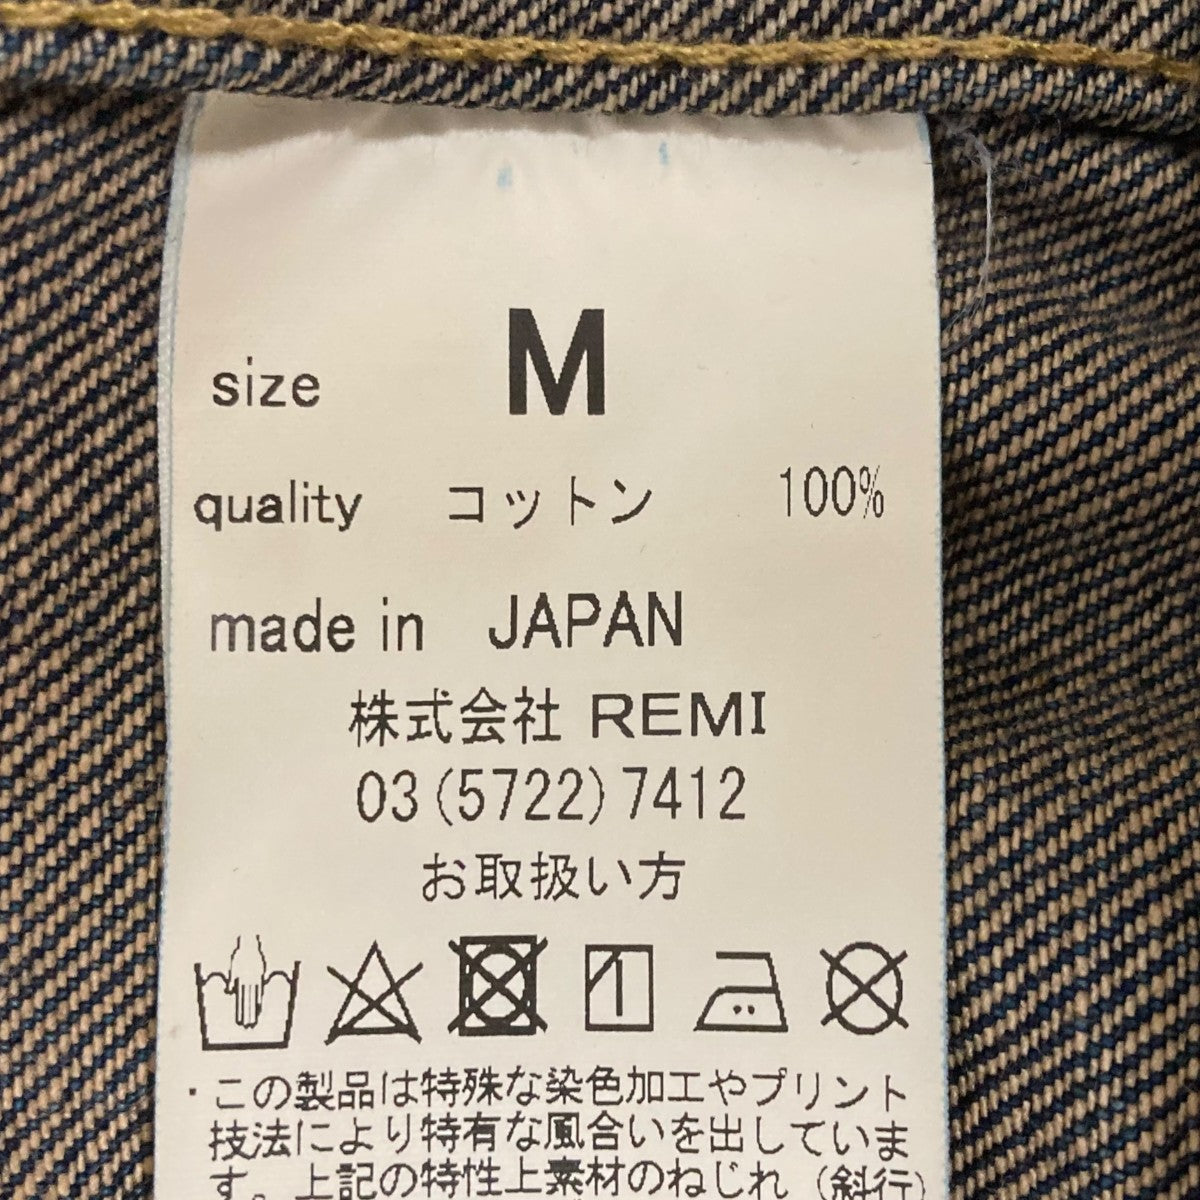 size M
quality コットン 100%
made in JAPAN
株式会社 REMI
03(5722)7412
お取扱い方
・この製品は特殊な染色加工やプリント
技法により特有な風合いを出していま
す。上記の特性上素材のねじれ(斜行)